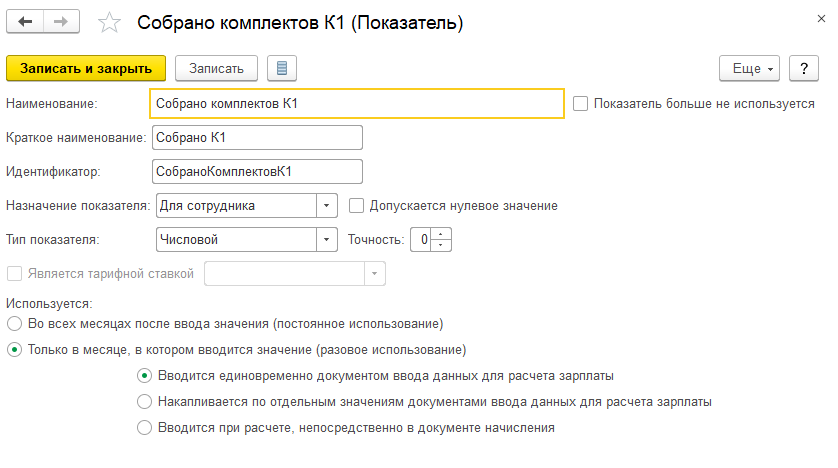 Собрано комплектов К1 (Показатель)
Записать и закрыть Записать Еще ?
Наименование: Собрано комплектов К1 Показатель больше не используется
Краткое наименование: Собрано К1
Идентификатор: СобраноКомплектовК1
Назначение показателя: Для сотрудника Допускается нулевое значение
Тип показателя: Числовой Точность: 0
Является тарифной ставкой
Используется:
Во всех месяцах после ввода значения (постоянное использование)
Только в месяце, в котором вводится значение (разовое использование)
Вводится единовременно документом ввода данных для расчета зарплаты
Накапливается по отдельным значениям документами ввода данных для расчета зарплаты
Вводится при расчете, непосредственно в документе начисления